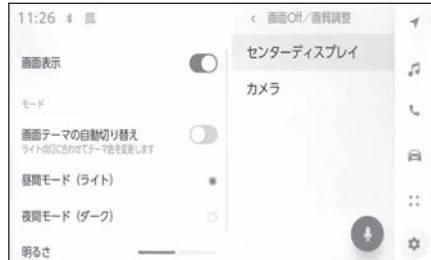 11:26
画面表示
モード
画面テーマの自動切り替え
ライト点灯に合わせてテーマ色を変更します
昼間モード (ライト)
夜間モード (ダーク)
明るさ
画面Off/画質調整
センターディスプレイ
カメラ